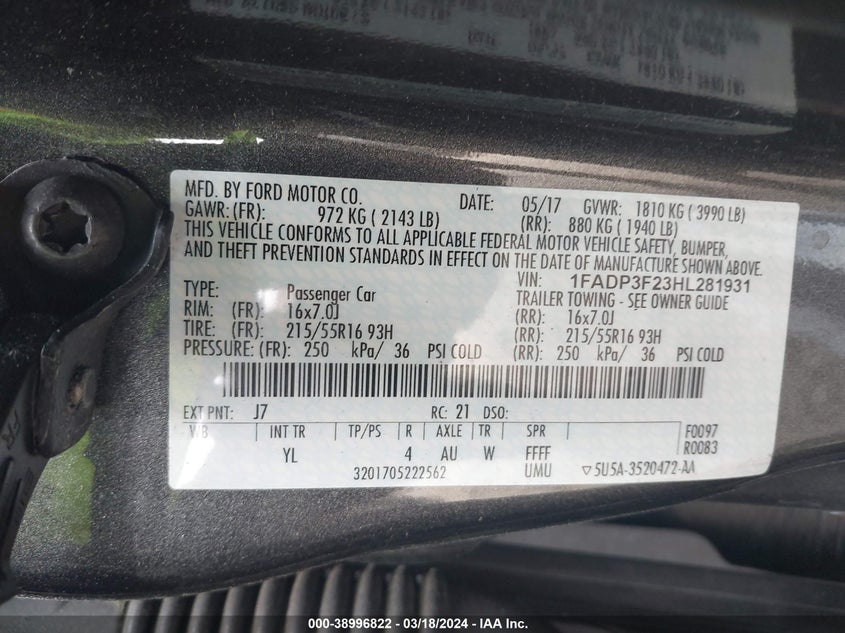 MFD. BY FORD MOTOR CO. DATE: 05/17 GVWR: 1810 KG ( 3990 LB)
GAWR: (FR): 972 KG ( 2143 LB) (RR): 880 KG ( 1940 LB)
THIS VEHICLE CONFORMS TO ALL APPLICABLE FEDERAL MOTOR VEHICLE SAFETY, BUMPER,
AND THEFT PREVENTION STANDARDS IN EFFECT ON THE DATE OF MANUFACTURE SHOWN ABOVE.
VIN: 1FADP3F23HL281931
TYPE: Passenger Car TRAILER TOWING - SEE OWNER GUIDE
RIM: (FR): 16x7.0J (RR): 16x7.0J
TIRE: (FR): 215/55R16 93H (RR): 215/55R16 93H
PRESSURE: (FR): 250 kPa/ 36 PSI COLD (RR): 250 kPa/ 36 PSI COLD
EXT PNT: J7 RC: 21 DSO:
WB INT TR TP/PS R AXLE TR SPR F0097
YL 4 AU W FFFF R0083
3201705222562 UMU ▽5U5A-3520472-AA
000-38996822 — 03/18/2024 — IAA Inc.